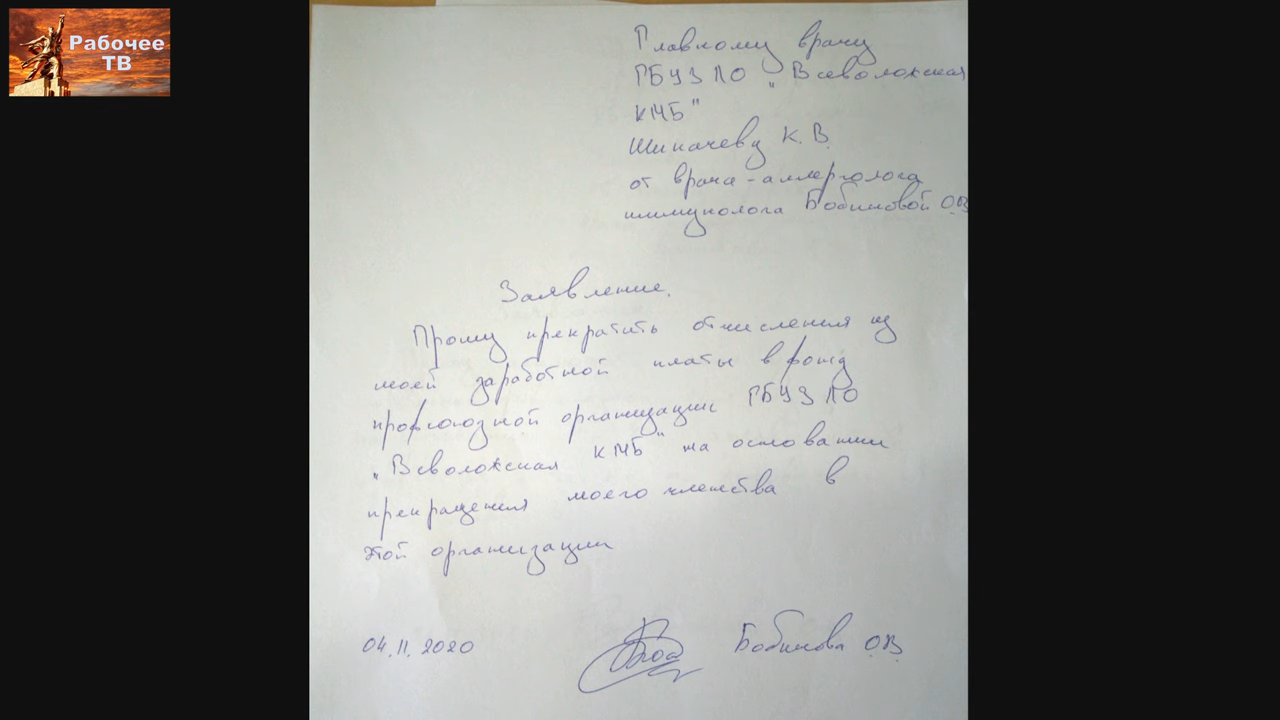 Рабочее
ТВ
Главному врачу
ГБУЗ ЛО "Всеволожская
КМБ"
Шипачеву К.В.
от врача-аллерголога
иммунолога Бобиновой О.В
Заявление.
Прошу прекратить отчисления из
моей заработной платы в фонд
профсоюзной организации ГБУЗ ЛО
"Всеволожская КМБ" на основании
прекращения моего членства в
этой организации
04.11.2020 Бобинова О.В.